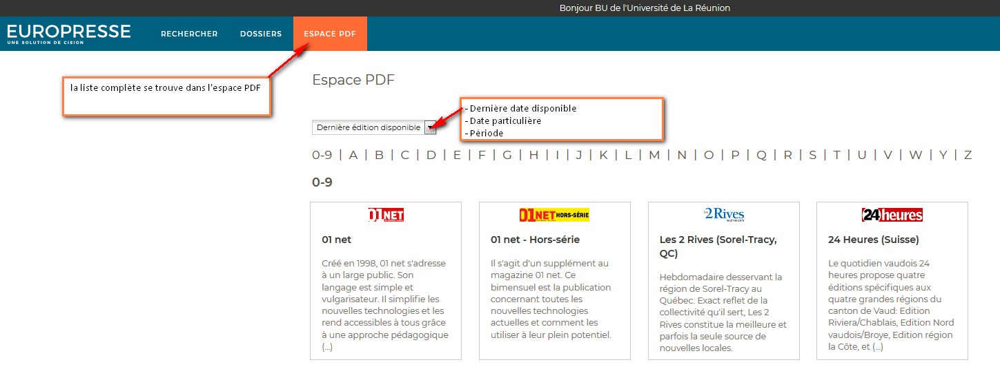 Bonjour BU de l'Université de La Réunion
EUROPRESSE
UNE SOLUTION DE CISION
RECHERCHER
DOSSIERS
ESPACE PDF
la liste complète se trouve dans l'espace PDF
Espace PDF
- Dernière date disponible
- Date particulière
- Période
Dernière édition disponible
0-9 | A | B | C | D | E | F | G | H | I | J | K | L | M | N | O | P | Q | R | S | T | U | V | W | Y | Z
0-9
01 NET
01 net
Créé en 1998, 01 net s'adresse
à un large public. Son
langage est simple et
vulgarisateur. Il simplifie les
nouvelles technologies et les
rend accessibles à tous grâce
à une approche pédagogique
(...)
01NET HORS-SÉRIE
01 net - Hors-série
Il s'agit d'un supplément au
magazine 01 net. Ce
bimensuel est la publication
concernant toutes les
nouvelles technologies
actuelles et comment les
utiliser à leur plein potentiel.
Les 2Rives
Les 2 Rives (Sorel-Tracy,
QC)
Hebdomadaire desservant la
région de Sorel-Tracy au
Québec. Exact reflet de la
collectivité qu'il sert, Les 2
Rives constitue la meilleure et
parfois la seule source de
nouvelles locales.
24heures
24 Heures (Suisse)
Le quotidien vaudois 24
heures propose quatre
éditions spécifiques aux
quatre grandes régions du
canton de Vaud: Edition
Riviera/Chablais, Edition Nord
vaudois/Broye, Edition région
la Côte, et (...)